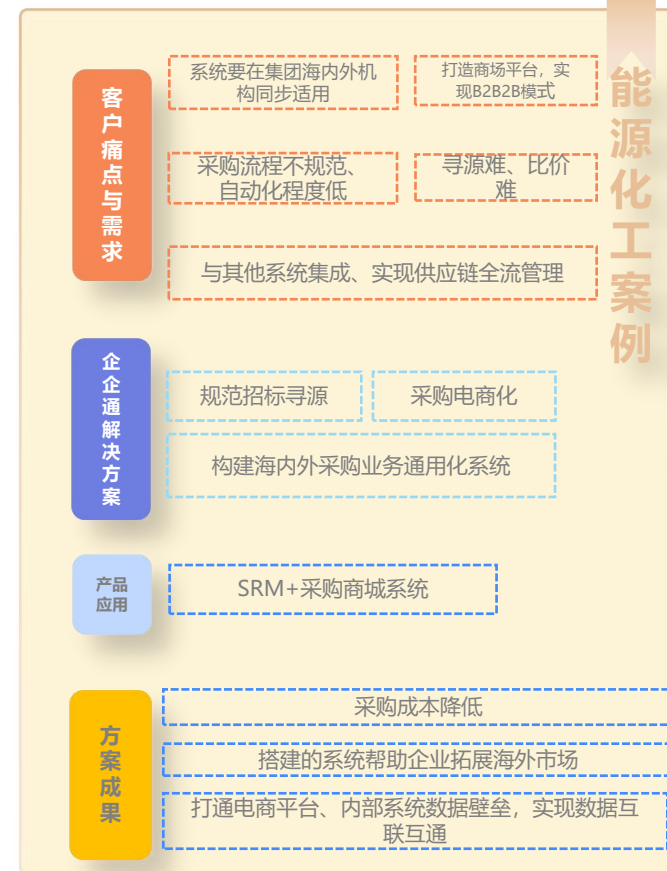 能源化工案例
客户痛点与需求
系统要在集团海内外机
构同步适用
打造商场平台，实
现B2B2B模式
采购流程不规范、
自动化程度低
寻源难、比价
难
与其他系统集成、实现供应链全流管理
企企通解决方案
规范招标寻源
采购电商化
构建海内外采购业务通用化系统
产品
应用
SRM+采购商城系统
方案成果
采购成本降低
搭建的系统帮助企业拓展海外市场
打通电商平台、内部系统数据壁垒，实现数据互
联互通